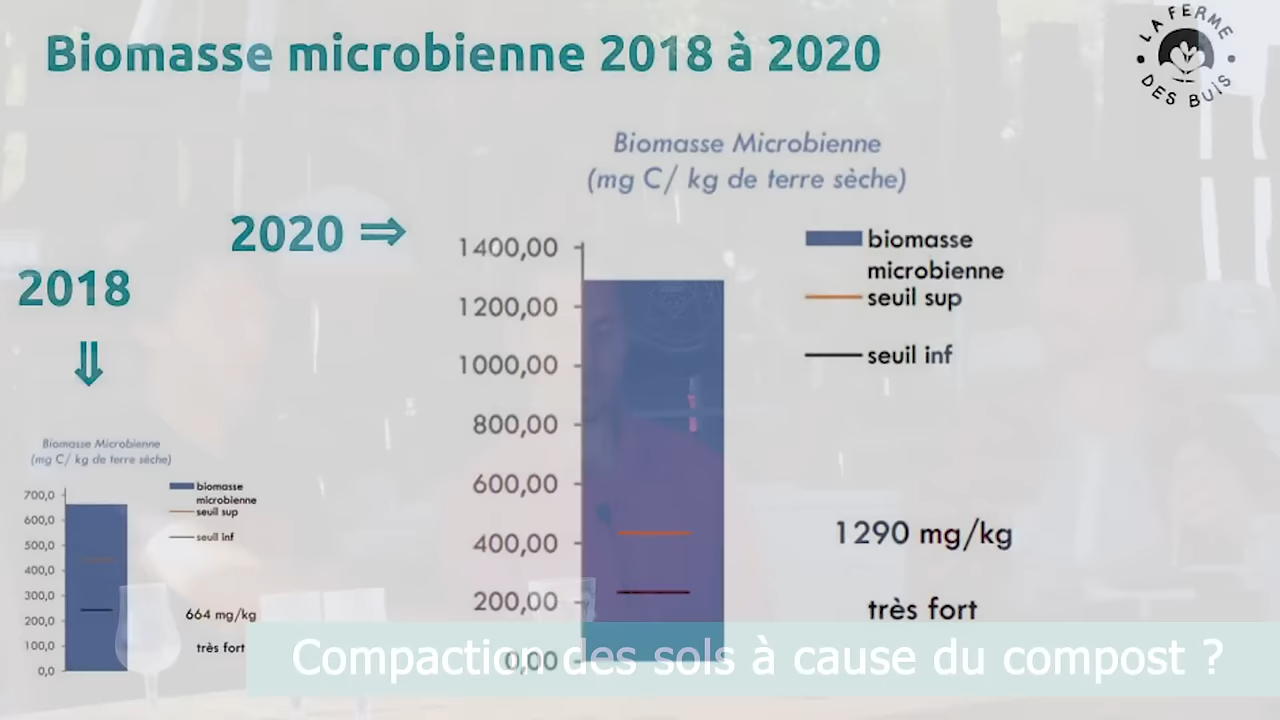 Biomasse microbienne 2018 à 2020
LA FERME
DES BUIS
Biomasse Microbienne
(mg C/ kg de terre sèche)
2020 ⇒
2018
⇓
1400,00
1200,00
1000,00
800,00
600,00
400,00
200,00
0,00
biomasse
microbienne
seuil sup
seuil inf
1290 mg/kg
très fort
Biomasse Microbienne
(mg C/ kg de terre sèche)
700,0
600,0
500,0
400,0
300,0
200,0
100,0
0,0
biomasse
microbienne
seuil sup
seuil inf
664 mg/kg
très fort
Compaction des sols à cause du compost ?